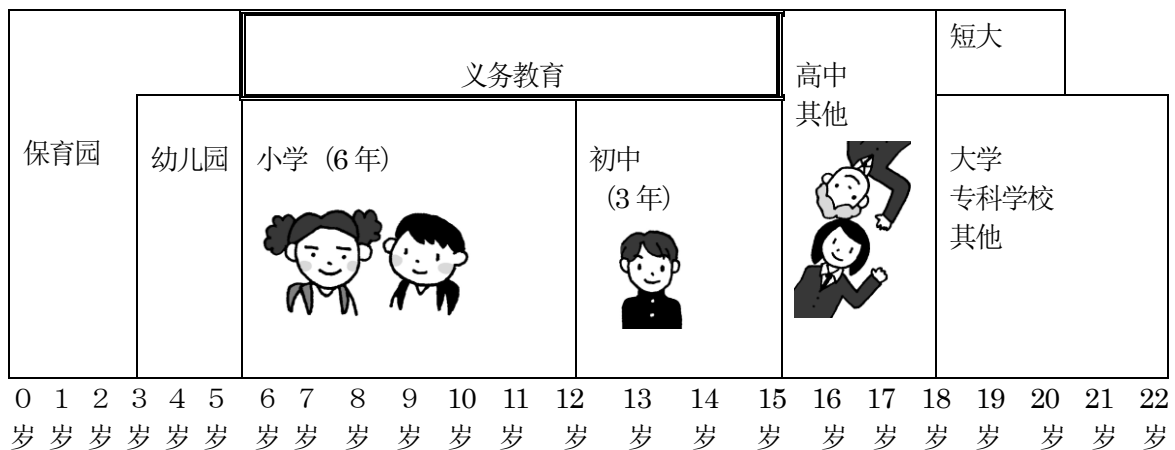 短大
义务教育
高中
其他
保育园
幼儿园
小学（6 年）
初中
（3 年）
大学
专科学校
其他
0 1 2 3 4 5 6 7 8 9 10 11 12 13 14 15 16 17 18 19 20 21 22
岁 岁 岁 岁 岁 岁 岁 岁 岁 岁 岁 岁 岁 岁 岁 岁 岁 岁 岁 岁 岁 岁 岁